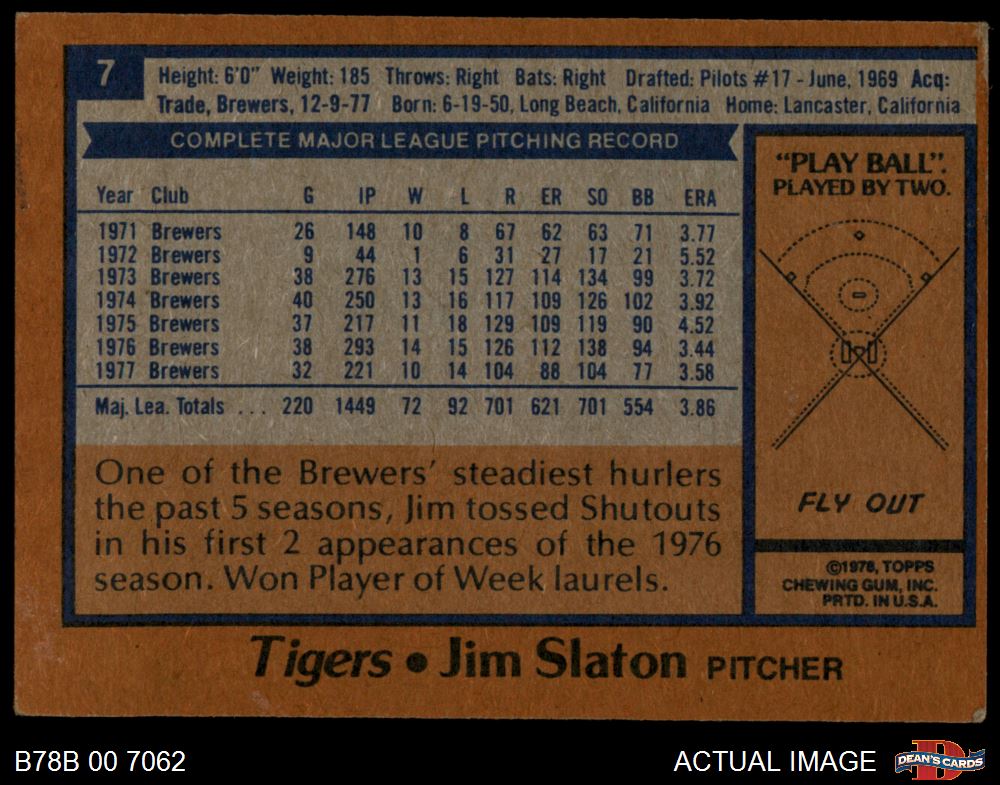 7
Height: 6'0" Weight: 185 Throws: Right Bats: Right Drafted: Pilots #17 - June, 1969 Acq:
Trade, Brewers, 12-9-77 Born: 6-19-50, Long Beach, California Home: Lancaster, California
COMPLETE MAJOR LEAGUE PITCHING RECORD
Year Club G IP W L R ER SO BB ERA
1971 Brewers 26 148 10 8 67 62 63 71 3.77
1972 Brewers 9 44 1 6 31 27 17 21 5.52
1973 Brewers 38 276 13 15 127 114 134 99 3.72
1974 Brewers 40 250 13 16 117 109 126 102 3.92
1975 Brewers 37 217 11 18 129 109 119 90 4.52
1976 Brewers 38 293 14 15 126 112 138 94 3.44
1977 Brewers 32 221 10 14 104 88 104 77 3.58
Maj. Lea. Totals ... 220 1449 72 92 701 621 701 554 3.86
One of the Brewers' steadiest hurlers
the past 5 seasons, Jim tossed Shutouts
in his first 2 appearances of the 1976
season. Won Player of Week laurels.
"PLAY BALL".
PLAYED BY TWO.
FLY OUT
©1978, TOPPS
CHEWING GUM, INC.
PRTD. IN U.S.A.
Tigers • Jim Slaton PITCHER
B78B 00 7062
ACTUAL IMAGE
D
DEAN'S CARDS